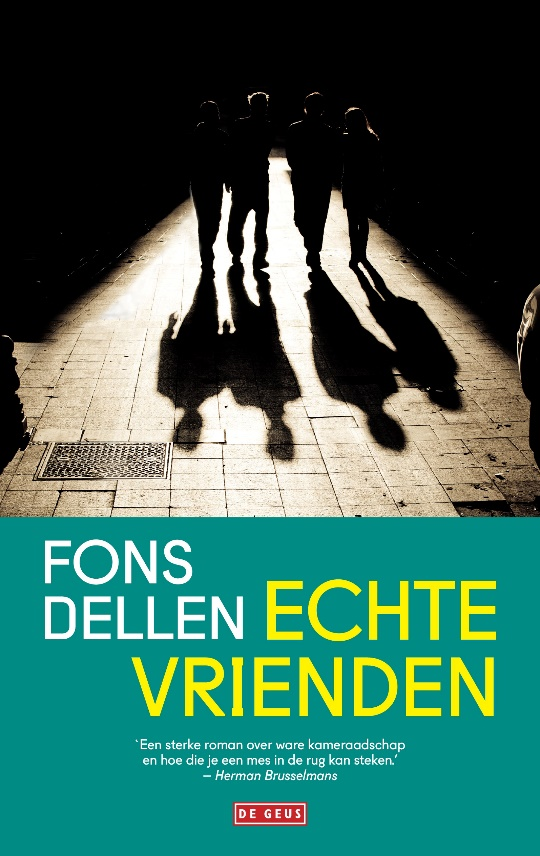 FONS
DELLEN ECHTE
VRIENDEN
`Een sterke roman over ware kameraadschap
en hoe die je een mes in de rug kan steken.’
– Herman Brusselmans
DE GEUS